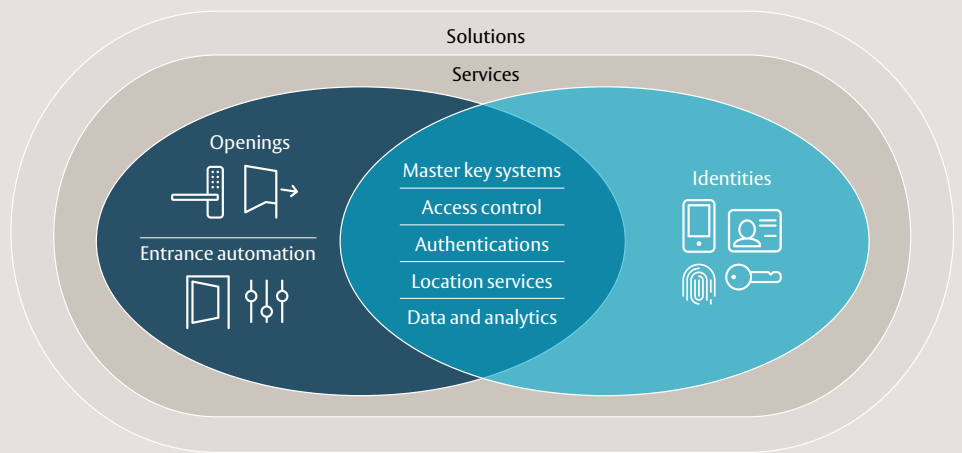 Solutions
Services
Openings
Entrance automation
Master key systems
Access control
Authentications
Location services
Data and analytics
Identities